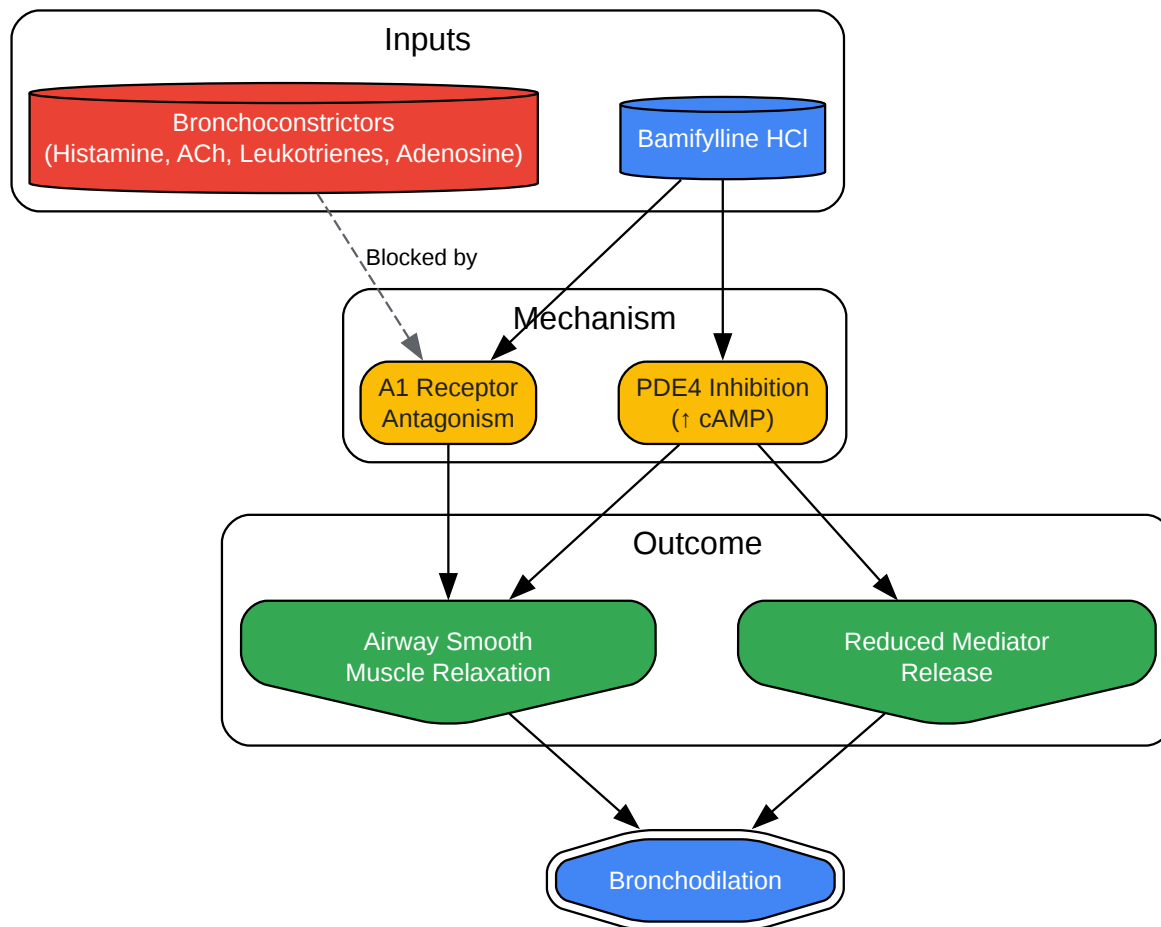 Inputs
Bronchoconstrictors
(Histamine, ACh, Leukotrienes, Adenosine)
Bamifylline HCl
Blocked by
Mechanism
A1 Receptor
Antagonism
PDE4 Inhibition
(↑ cAMP)
Outcome
Airway Smooth
Muscle Relaxation
Reduced Mediator
Release
Bronchodilation